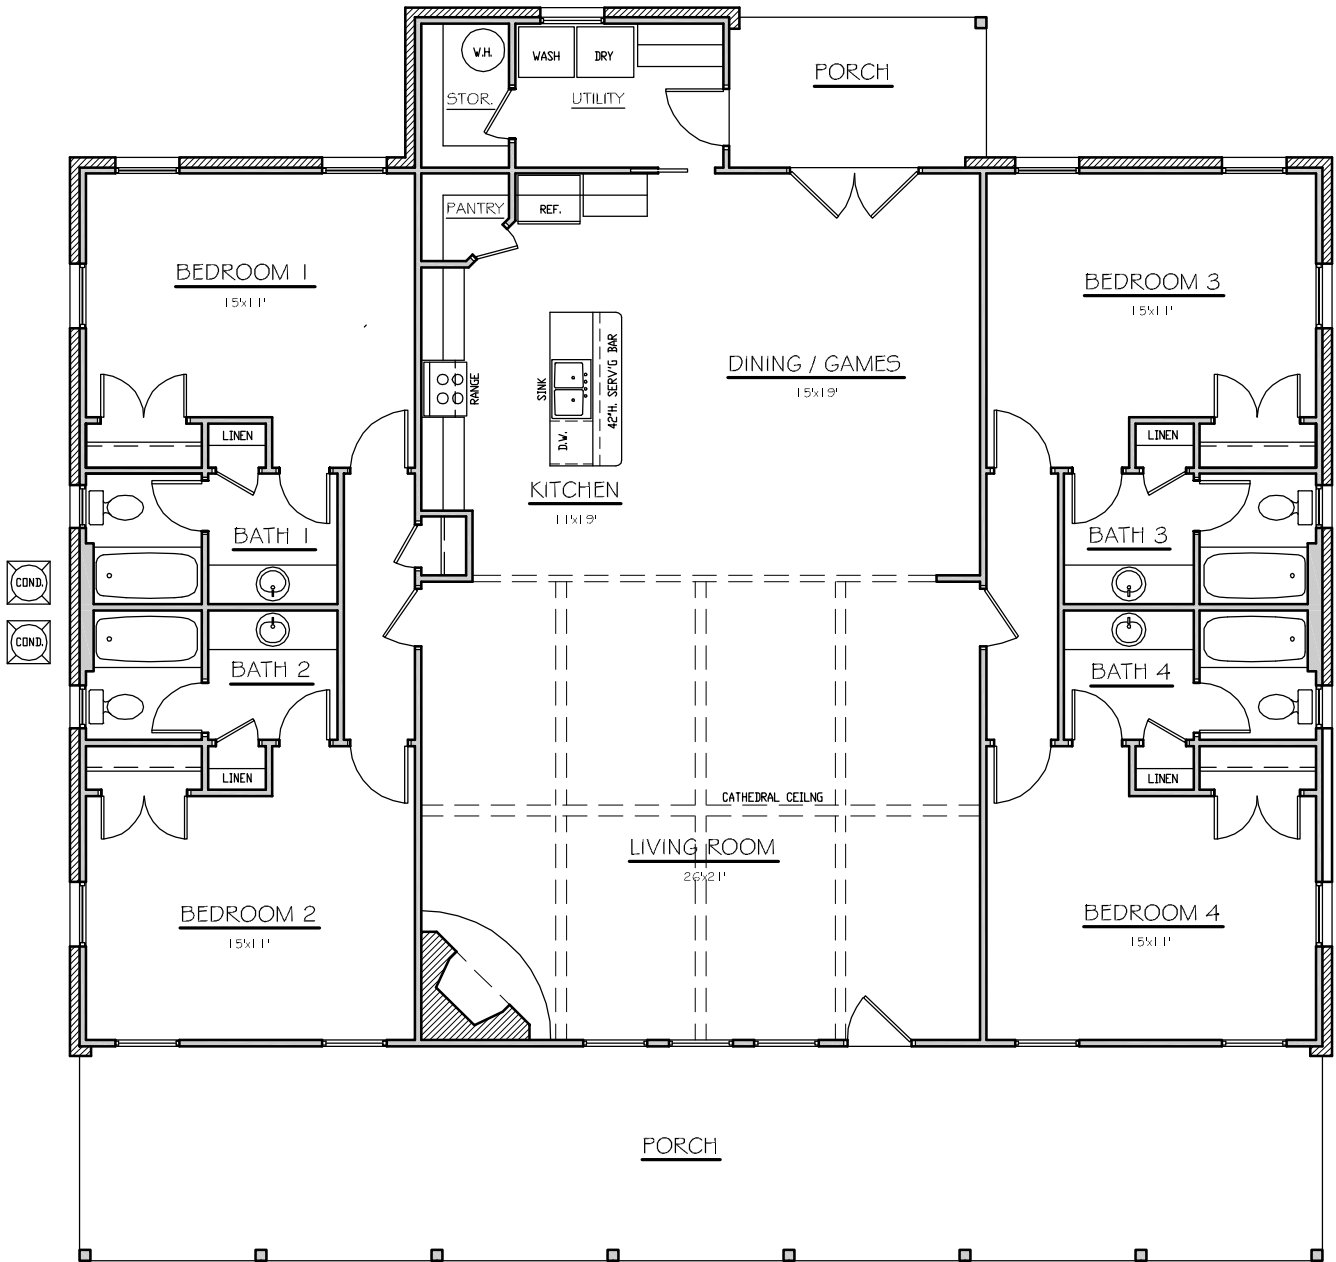 W.H.
WASH
DRY
PORCH
STOR.
UTILITY
PANTRY
REF.
BEDROOM 1
15'x11'
BEDROOM 3
15'x11'
DINING / GAMES
15'x19'
RANGE
SINK
42"H. SERV'G BAR
D.W.
LINEN
LINEN
KITCHEN
11'x19'
BATH 1
BATH 3
COND.
COND.
BATH 2
BATH 4
LINEN
LINEN
CATHEDRAL CEILNG
LIVING ROOM
26'x21'
BEDROOM 2
15'x11'
BEDROOM 4
15'x11'
PORCH